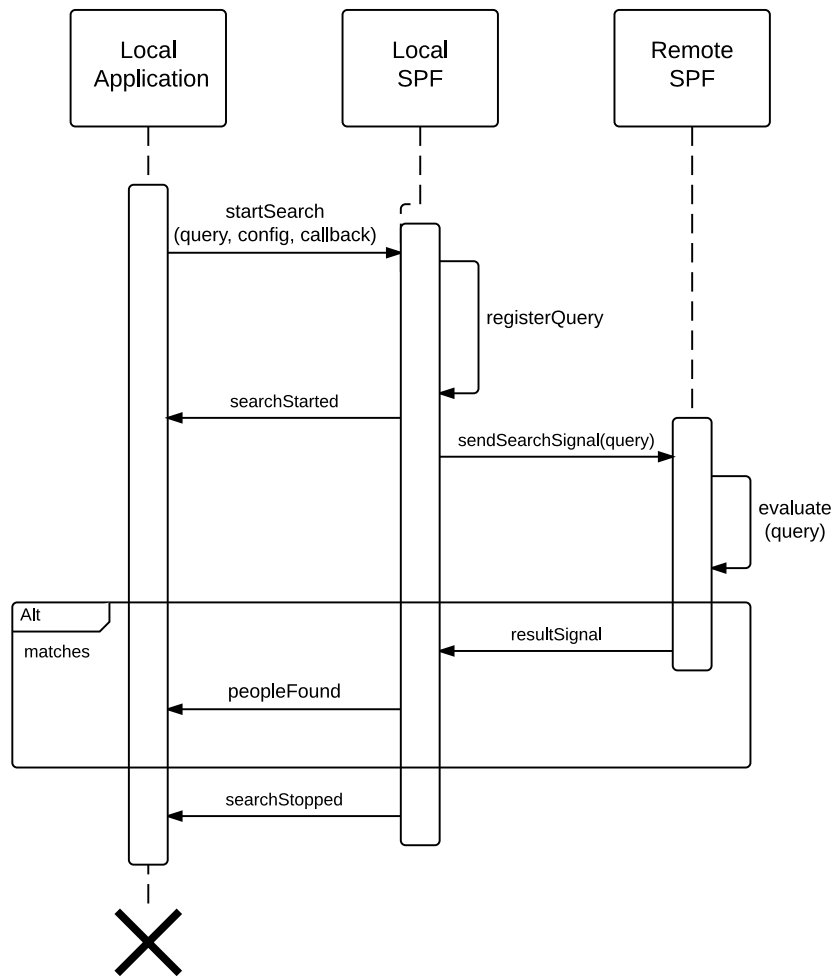 Local
Application
Local
SPF
Remote
SPF
startSearch
(query, config, callback)
registerQuery
searchStarted
sendSearchSignal(query)
evaluate
(query)
Alt
matches
resultSignal
peopleFound
searchStopped